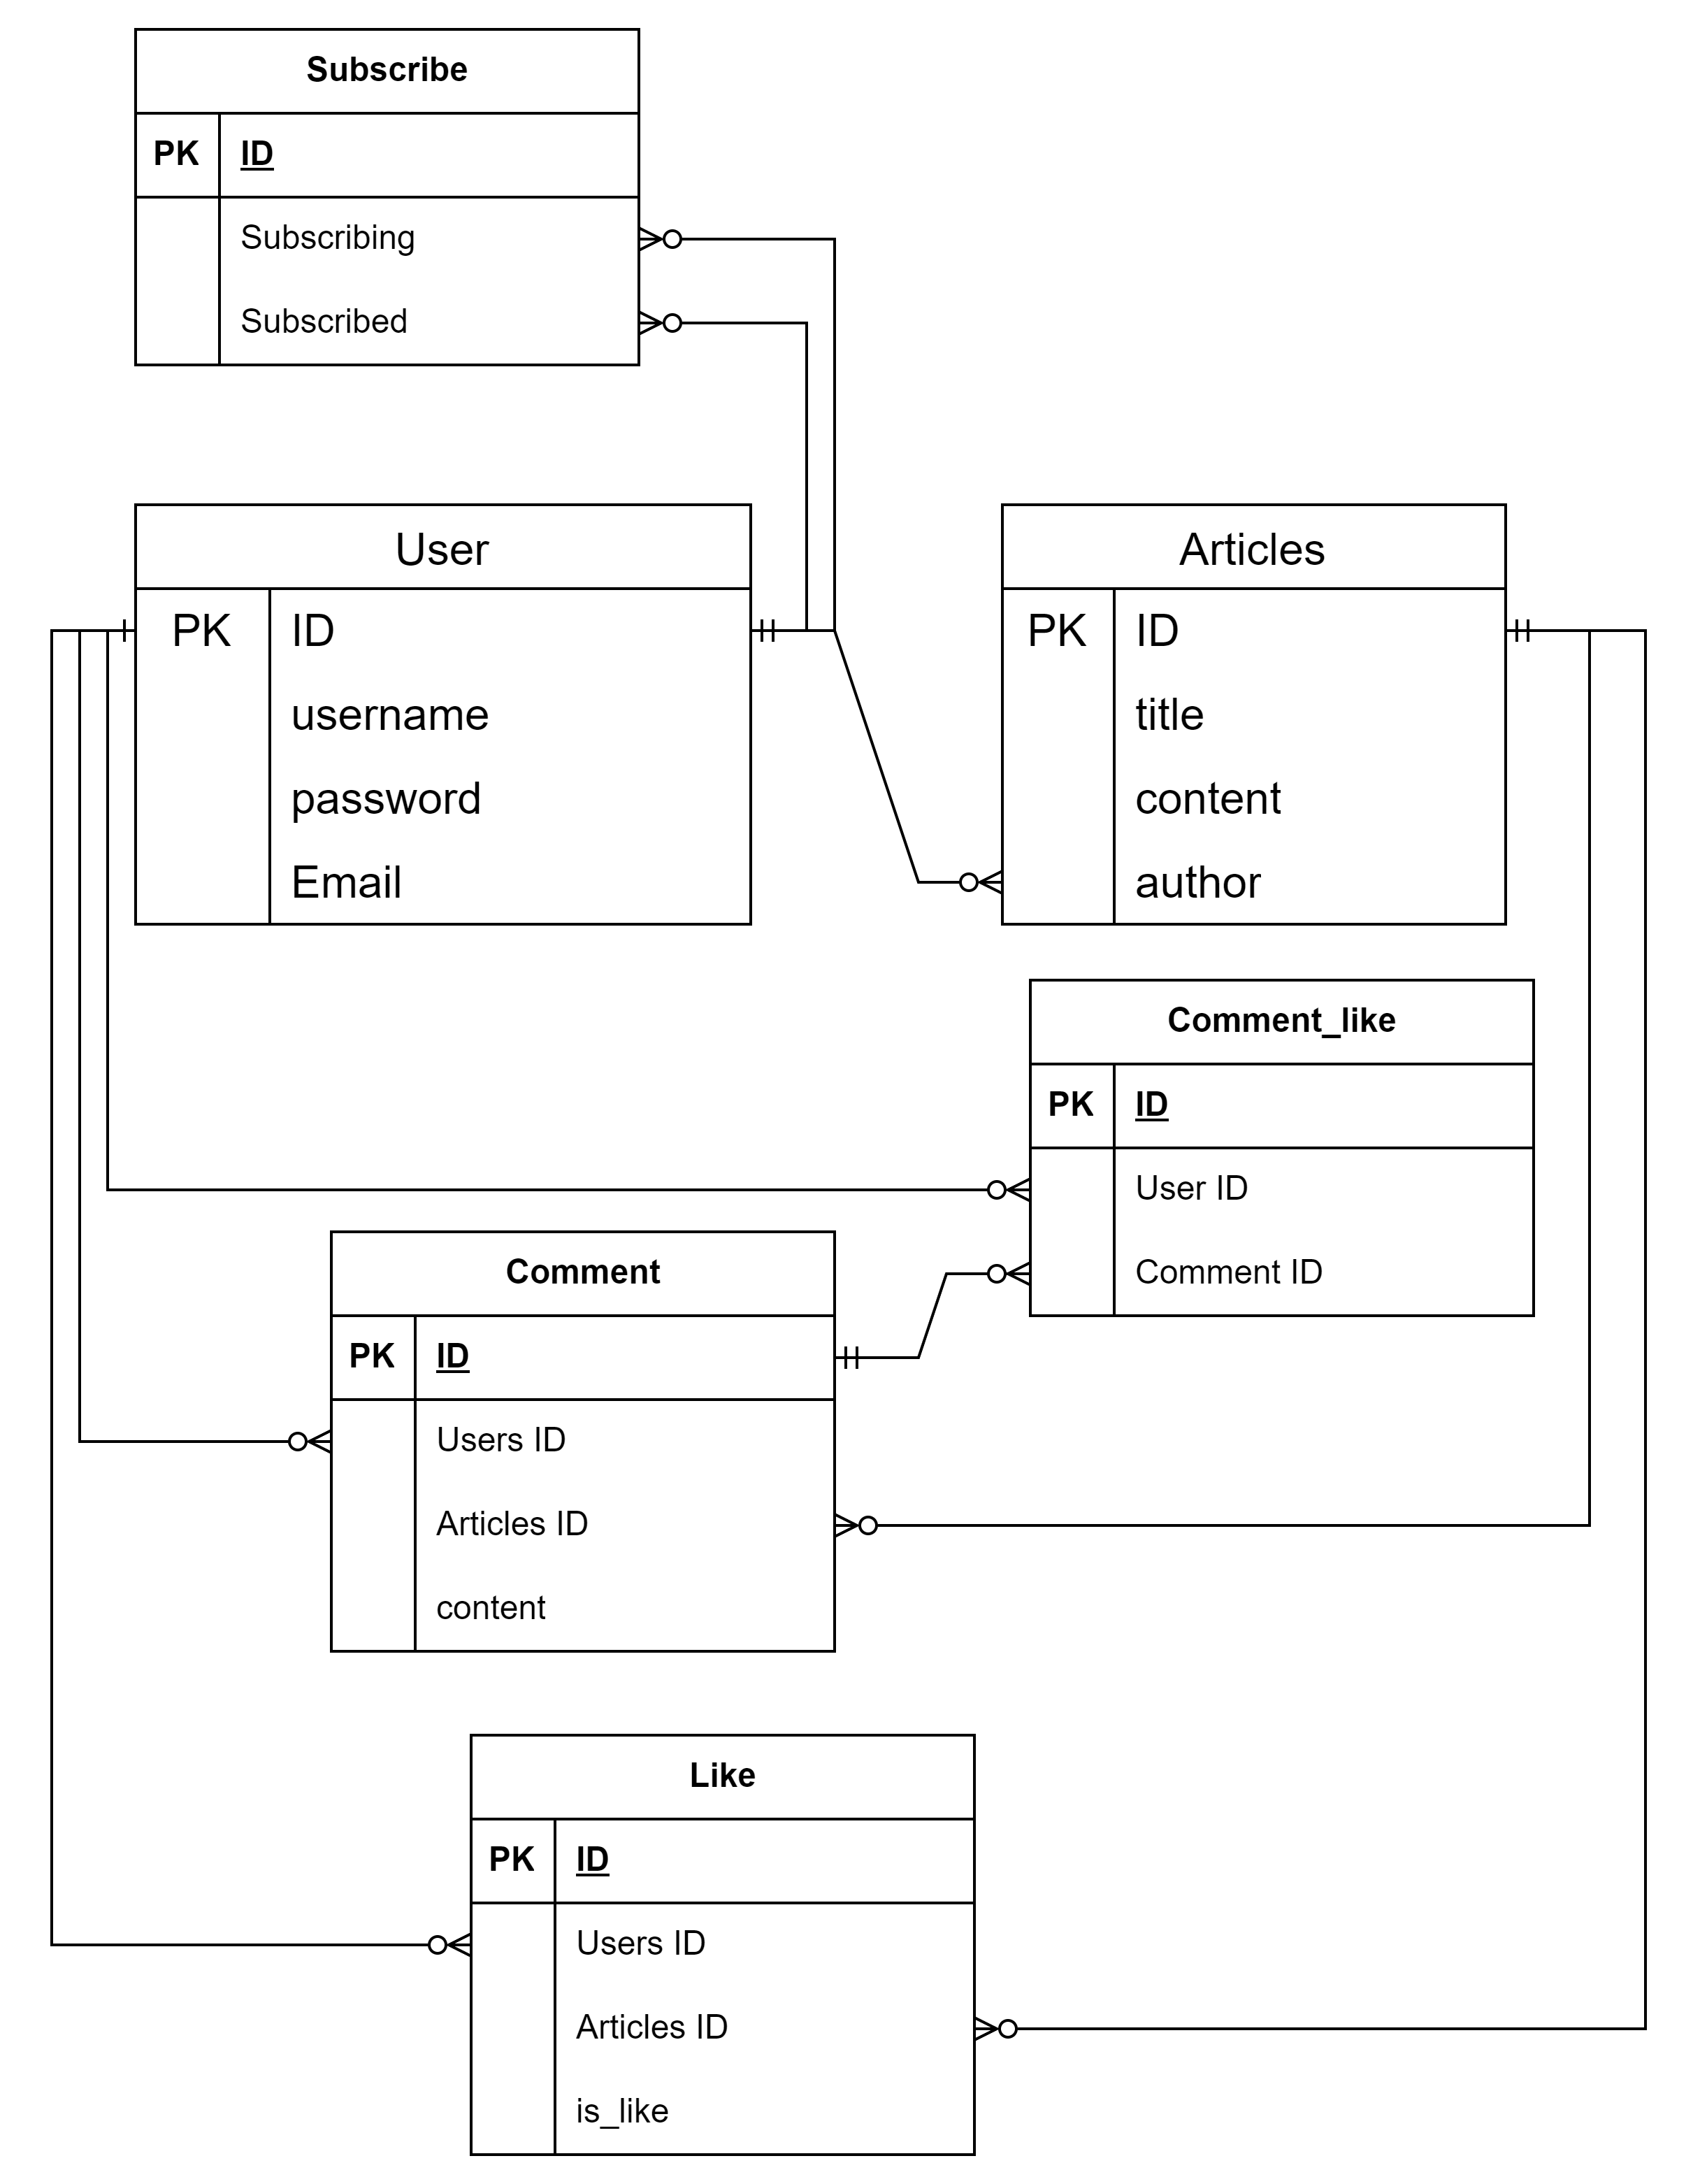 Subscribe
PK ID
Subscribing
Subscribed
User
PK ID
username
password
Email
Articles
PK ID
title
content
author
Comment_like
PK ID
User ID
Comment ID
Comment
PK ID
Users ID
Articles ID
content
Like
PK ID
Users ID
Articles ID
is_like